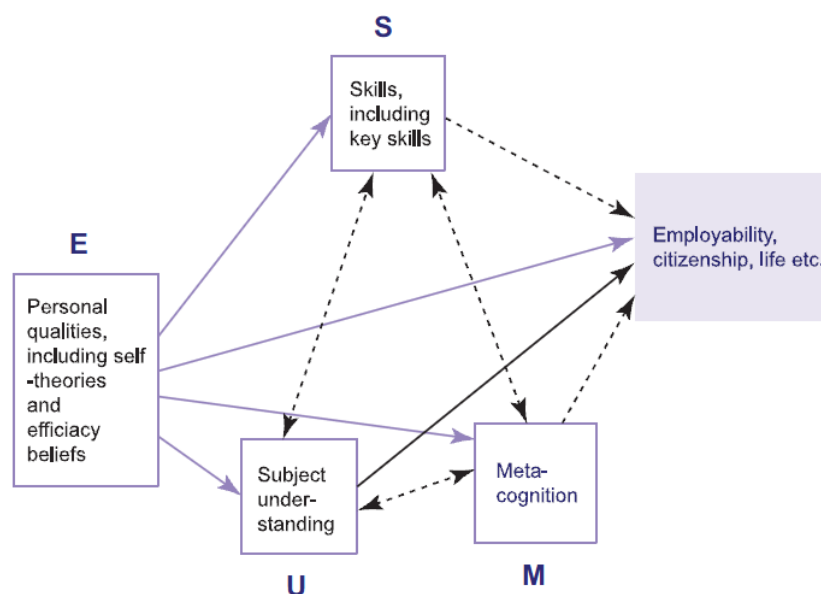 S
Skills,
including
key skills
E
Personal
qualities,
including self
-theories
and
efficiacy
beliefs
Employability,
citizenship, life etc.
Subject
under-
standing
U
Meta-
cognition
M